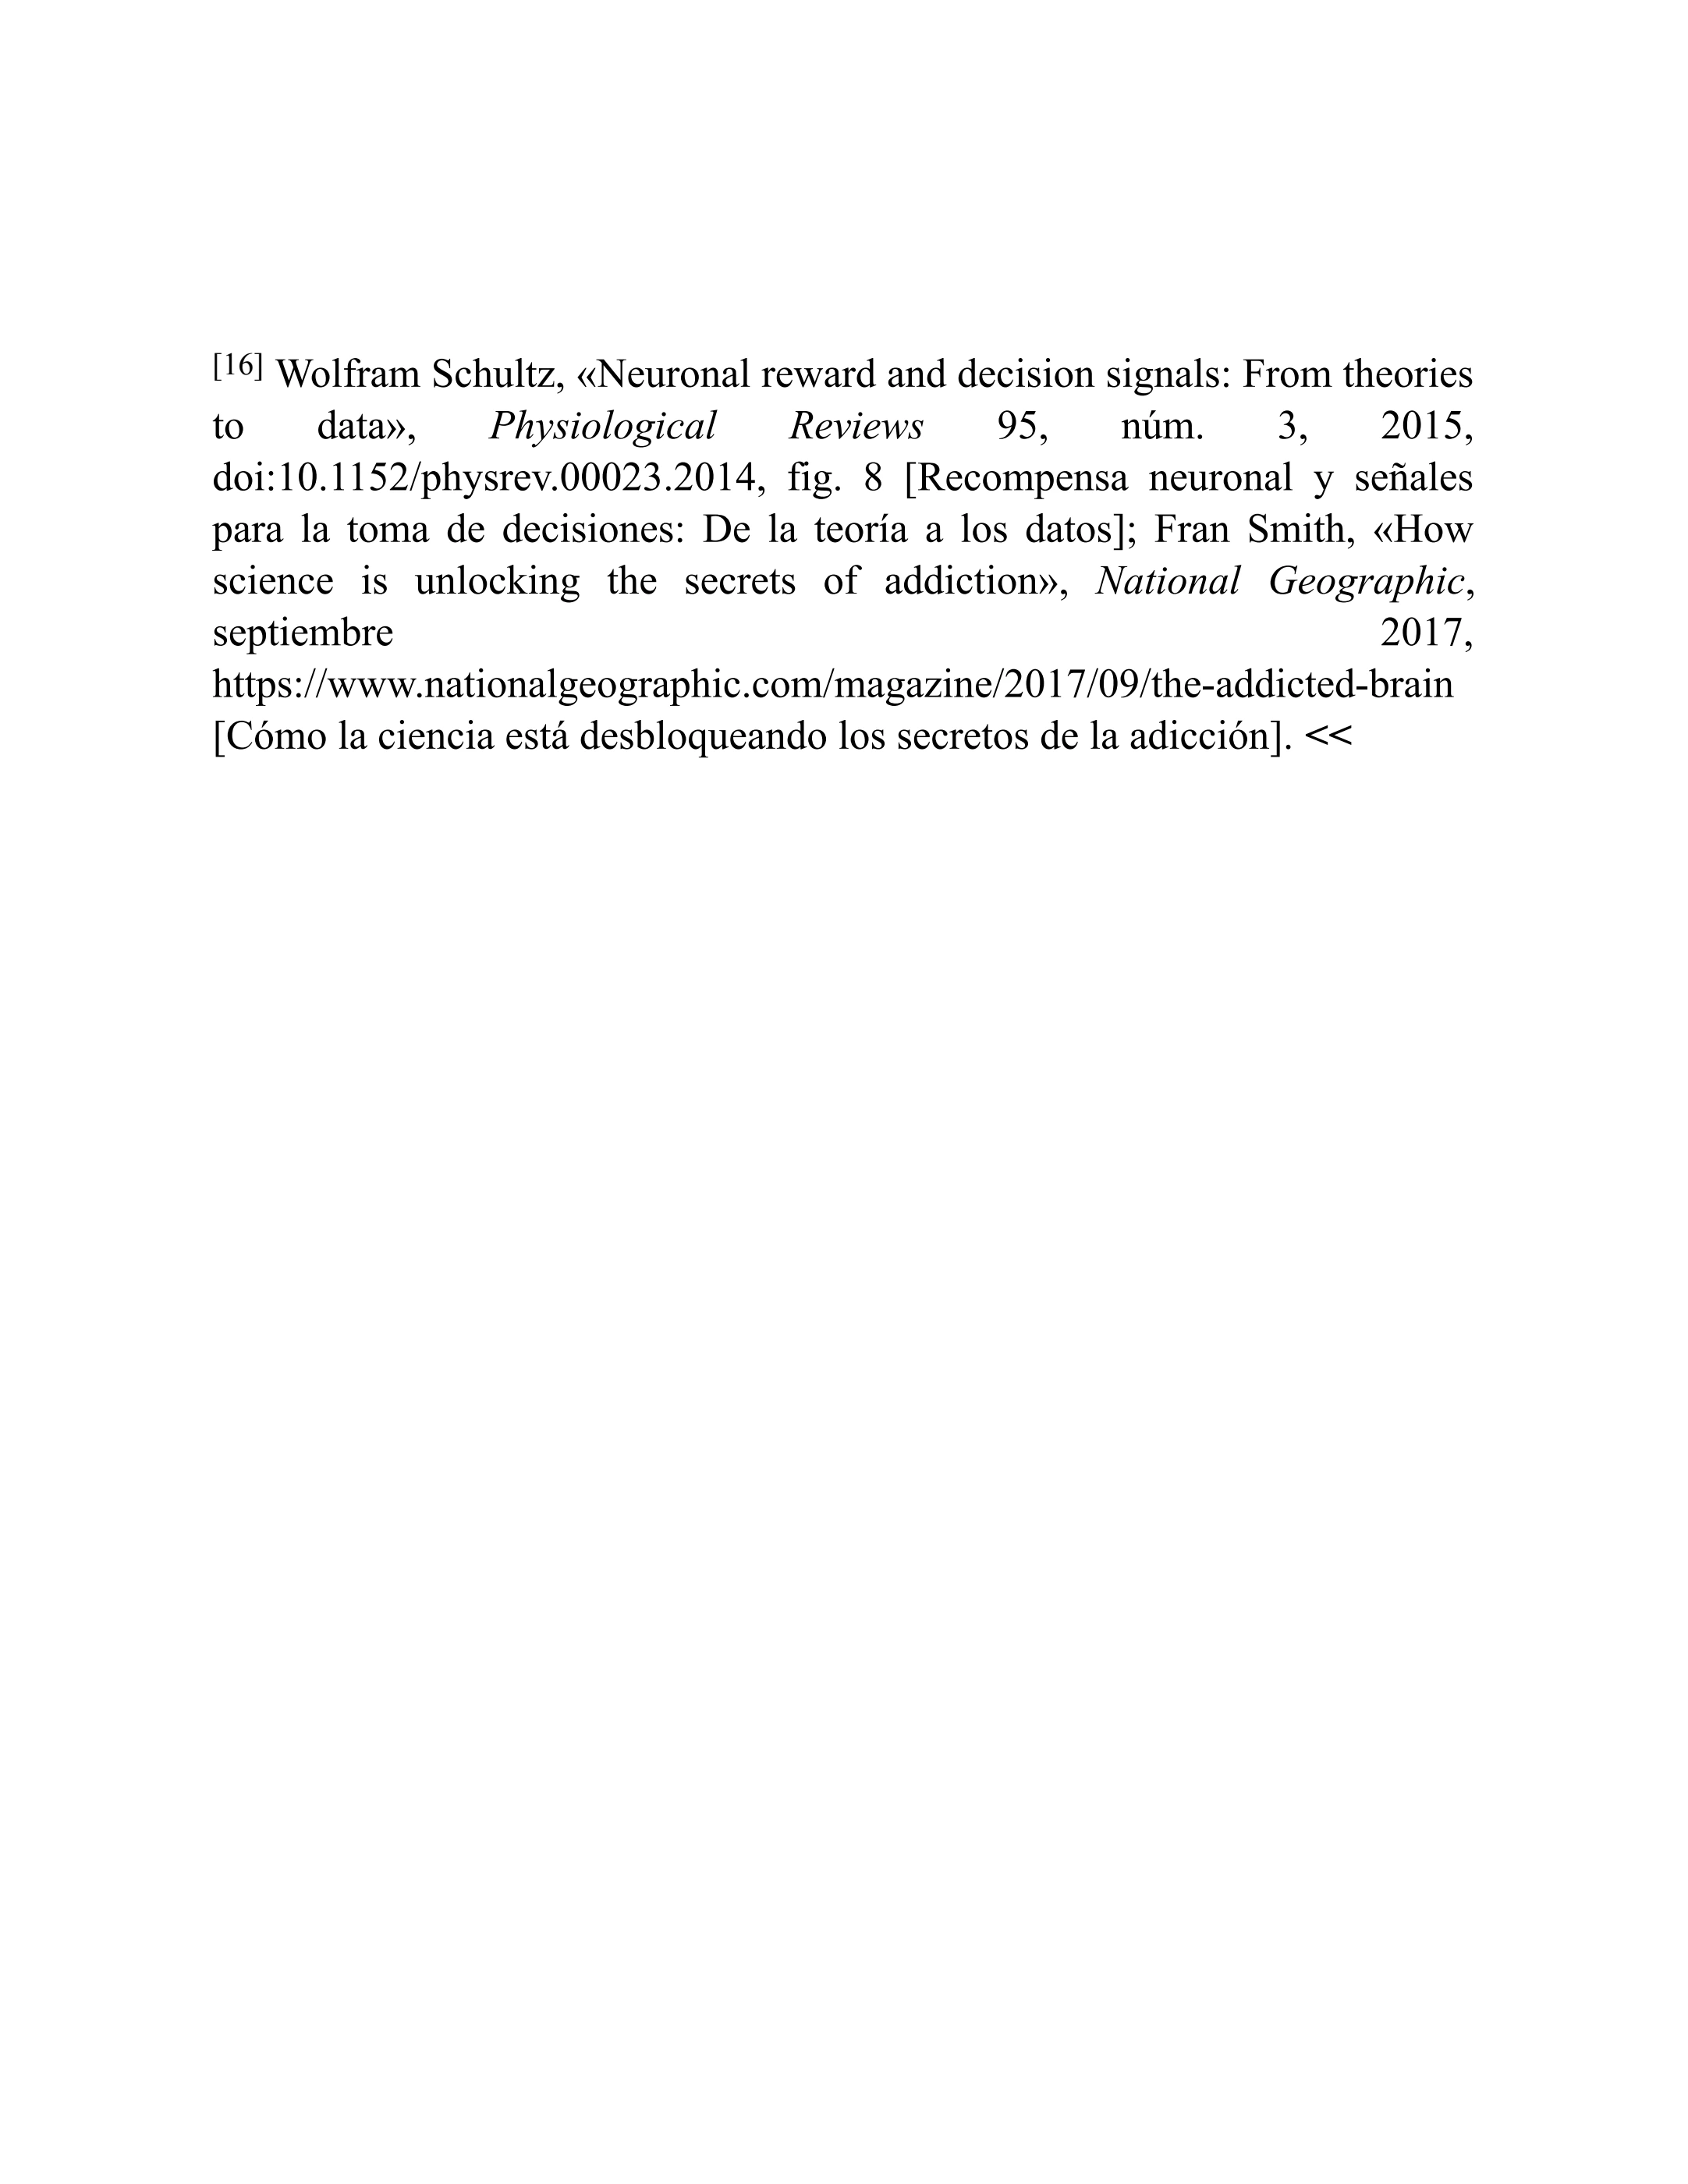 [16] Wolfram Schultz, «Neuronal reward and decision signals: From theories
to data», Physiological Reviews 95, núm. 3, 2015,
doi:10.1152/physrev.00023.2014, fig. 8 [Recompensa neuronal y señales
para la toma de decisiones: De la teoría a los datos]; Fran Smith, «How
science is unlocking the secrets of addiction», National Geographic,
septiembre 2017,
https://www.nationalgeographic.com/magazine/2017/09/the-addicted-brain
[Cómo la ciencia está desbloqueando los secretos de la adicción]. <<